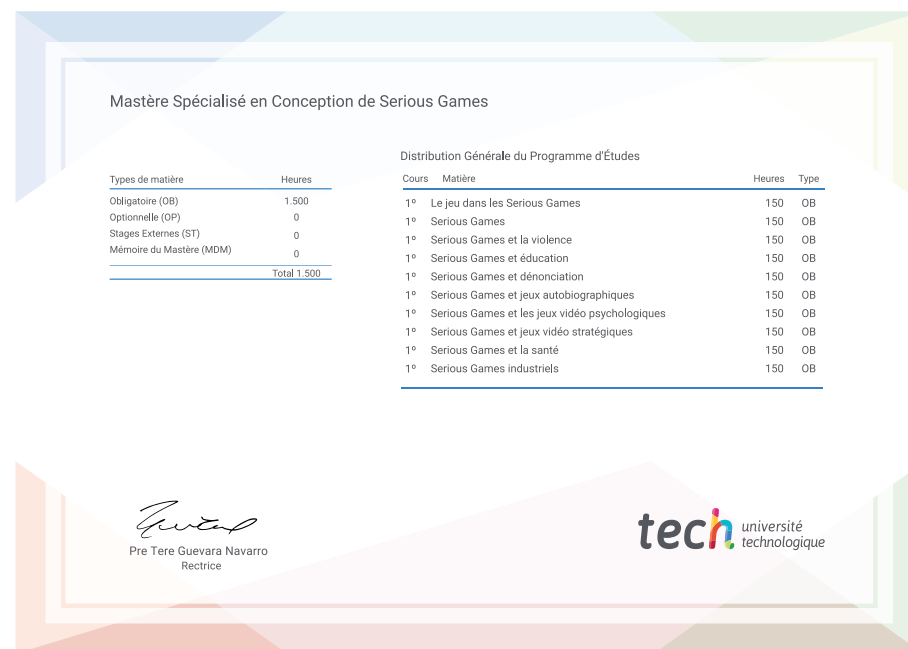 Mastère Spécialisé en Conception de Serious Games
Types de matière Heures
Obligatoire (OB) 1.500
Optionnelle (OP) 0
Stages Externes (ST) 0
Mémoire du Mastère (MDM) 0
Total 1.500
Distribution Générale du Programme d'Études
Cours Matière Heures Type
1º Le jeu dans les Serious Games 150 OB
1º Serious Games 150 OB
1º Serious Games et la violence 150 OB
1º Serious Games et éducation 150 OB
1º Serious Games et dénonciation 150 OB
1º Serious Games et jeux autobiographiques 150 OB
1º Serious Games et les jeux vidéo psychologiques 150 OB
1º Serious Games et jeux vidéo stratégiques 150 OB
1º Serious Games et la santé 150 OB
1º Serious Games industriels 150 OB
Pre Tere Guevara Navarro
Rectrice
tech université
technologique